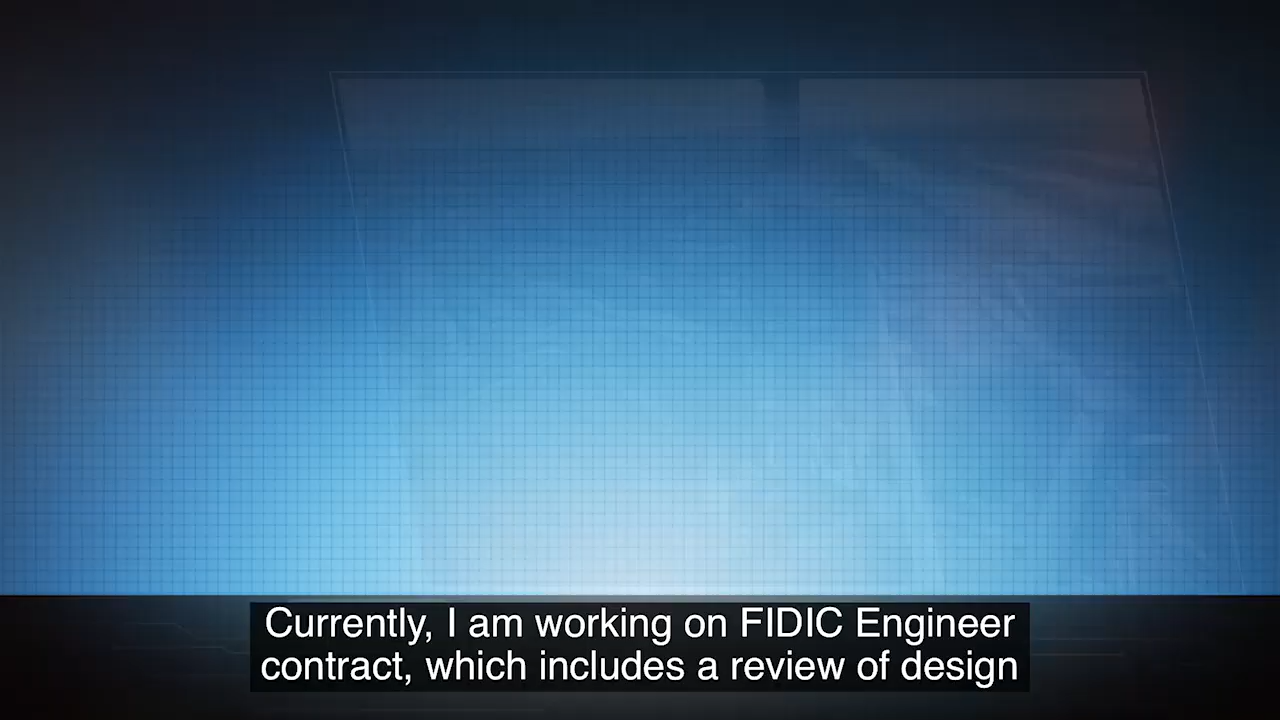 Currently, I am working on FIDIC Engineer
contract, which includes a review of design